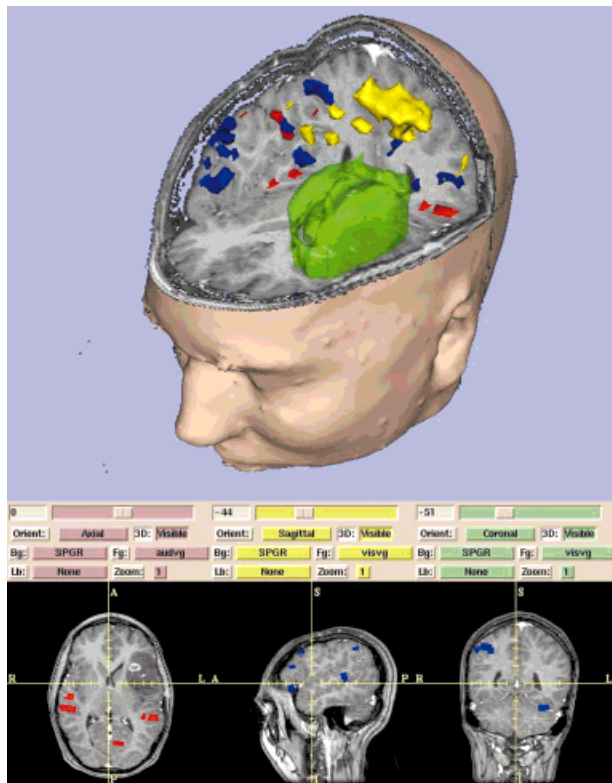 0 -44 -51
Orient: Axial 3D: Visible Orient: Sagittal 3D: Visible Orient: Coronal 3D: Visible
Bg: SPGR Fg: audvg Bg: SPGR Fg: visvg Bg: SPGR Fg: visvg
Lb: None Zoom: 1 Lb: None Zoom: 1 Lb: None Zoom: 1
A S S
R L A P R L
P I I